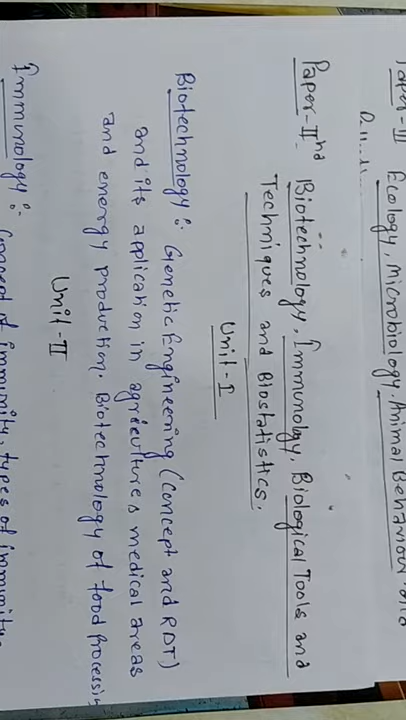 Paper-III Ecology, Microbiology, Animal Behaviour and
Paper-IInd Biotechnology, Immunology, Biological Tools and
Techniques and Biostatistics.
Unit-I
Biotechnology :- Genetic Engineering (concept and RDT)
and its application in agriculture, medical areas
and energy production. Biotechnology of food
Unit-II
Immunology :- Concept of immunity, types of immunity,